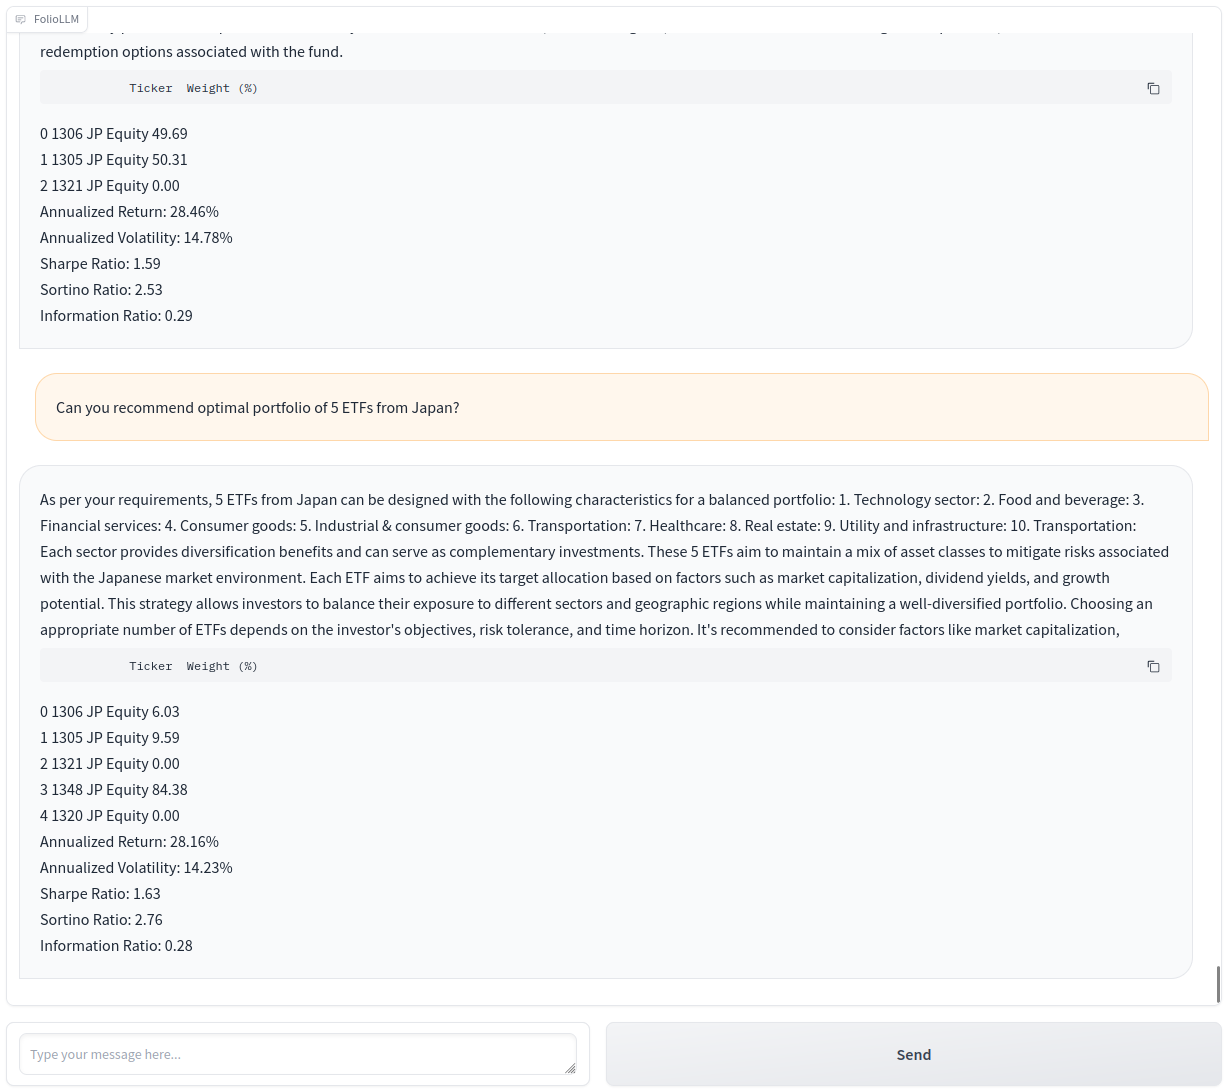 FolioLLM
redemption options associated with the fund.
Ticker Weight (%)
0 1306 JP Equity 49.69
1 1305 JP Equity 50.31
2 1321 JP Equity 0.00
Annualized Return: 28.46%
Annualized Volatility: 14.78%
Sharpe Ratio: 1.59
Sortino Ratio: 2.53
Information Ratio: 0.29
Can you recommend optimal portfolio of 5 ETFs from Japan?
As per your requirements, 5 ETFs from Japan can be designed with the following characteristics for a balanced portfolio: 1. Technology sector: 2. Food and beverage: 3.
Financial services: 4. Consumer goods: 5. Industrial & consumer goods: 6. Transportation: 7. Healthcare: 8. Real estate: 9. Utility and infrastructure: 10. Transportation:
Each sector provides diversification benefits and can serve as complementary investments. These 5 ETFs aim to maintain a mix of asset classes to mitigate risks associated
with the Japanese market environment. Each ETF aims to achieve its target allocation based on factors such as market capitalization, dividend yields, and growth
potential. This strategy allows investors to balance their exposure to different sectors and geographic regions while maintaining a well-diversified portfolio. Choosing an
appropriate number of ETFs depends on the investor's objectives, risk tolerance, and time horizon. It's recommended to consider factors like market capitalization,
Ticker Weight (%)
0 1306 JP Equity 6.03
1 1305 JP Equity 9.59
2 1321 JP Equity 0.00
3 1348 JP Equity 84.38
4 1320 JP Equity 0.00
Annualized Return: 28.16%
Annualized Volatility: 14.23%
Sharpe Ratio: 1.63
Sortino Ratio: 2.76
Information Ratio: 0.28
Type your message here...
Send